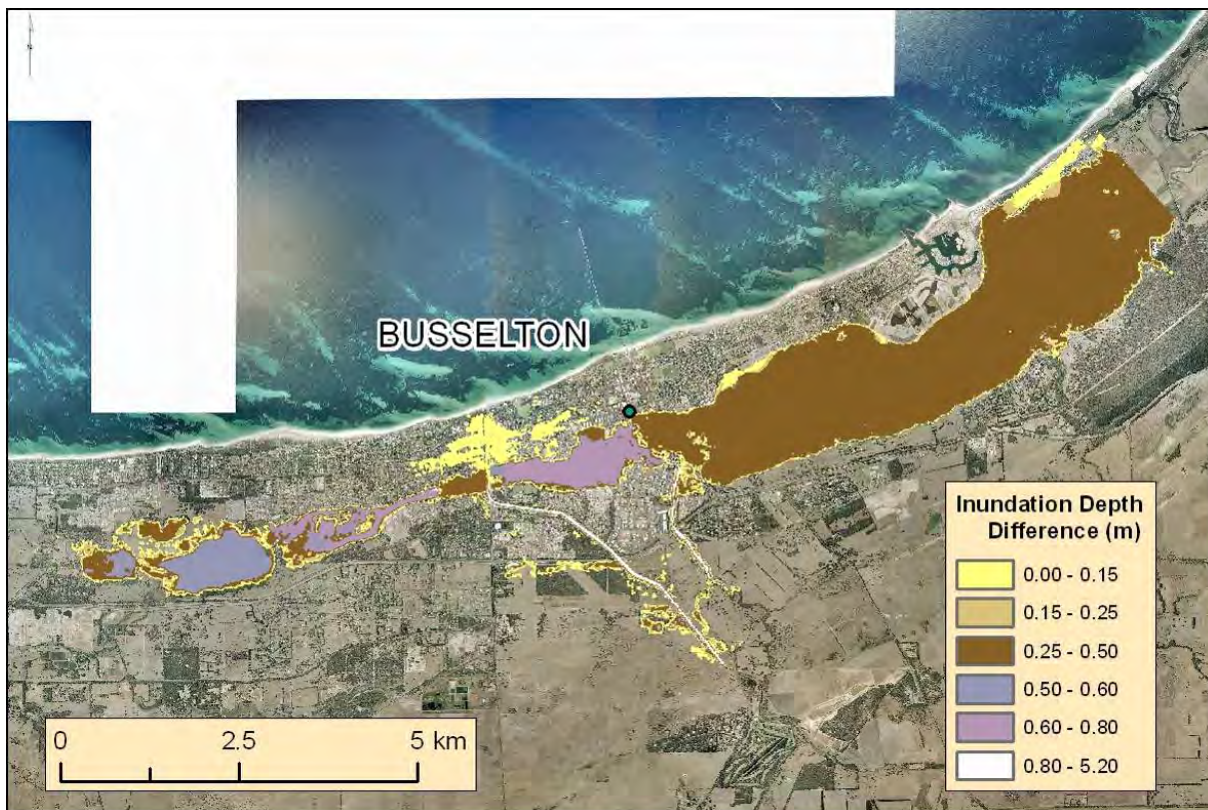 BUSSELTON
Inundation Depth
Difference (m)
0.00 - 0.15
0.15 - 0.25
0.25 - 0.50
0.50 - 0.60
0.60 - 0.80
0.80 - 5.20
0 2.5 5 km